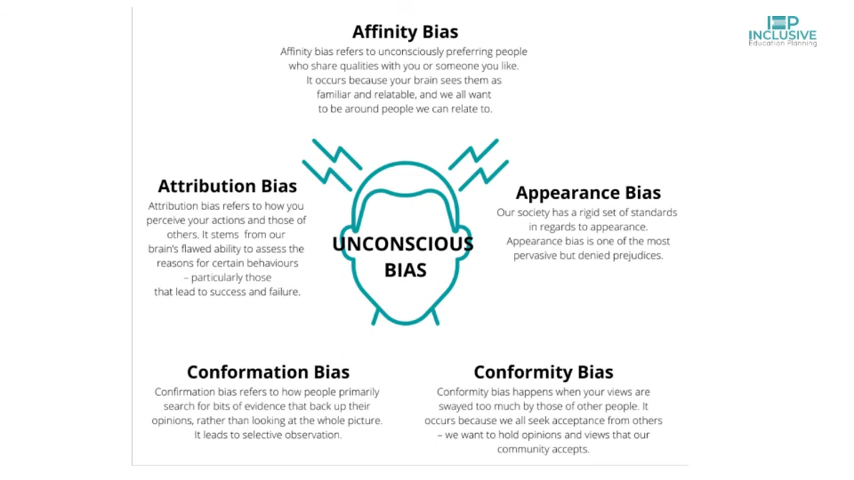 IEP
INCLUSIVE
Education Planning
Affinity Bias
Affinity bias refers to unconsciously preferring people
who share qualities with you or someone you like.
It occurs because your brain sees them as
familiar and relatable, and we all want
to be around people we can relate to.
Attribution Bias
Attribution bias refers to how you
perceive your actions and those of
others. It stems from our
brain's flawed ability to assess the
reasons for certain behaviours
– particularly those
that lead to success and failure.
UNCONSCIOUS
BIAS
Appearance Bias
Our society has a rigid set of standards
in regards to appearance.
Appearance bias is one of the most
pervasive but denied prejudices.
Conformation Bias
Confirmation bias refers to how people primarily
search for bits of evidence that back up their
opinions, rather than looking at the whole picture.
It leads to selective observation.
Conformity Bias
Conformity bias happens when your views are
swayed too much by those of other people. It
occurs because we all seek acceptance from others
– we want to hold opinions and views that our
community accepts.